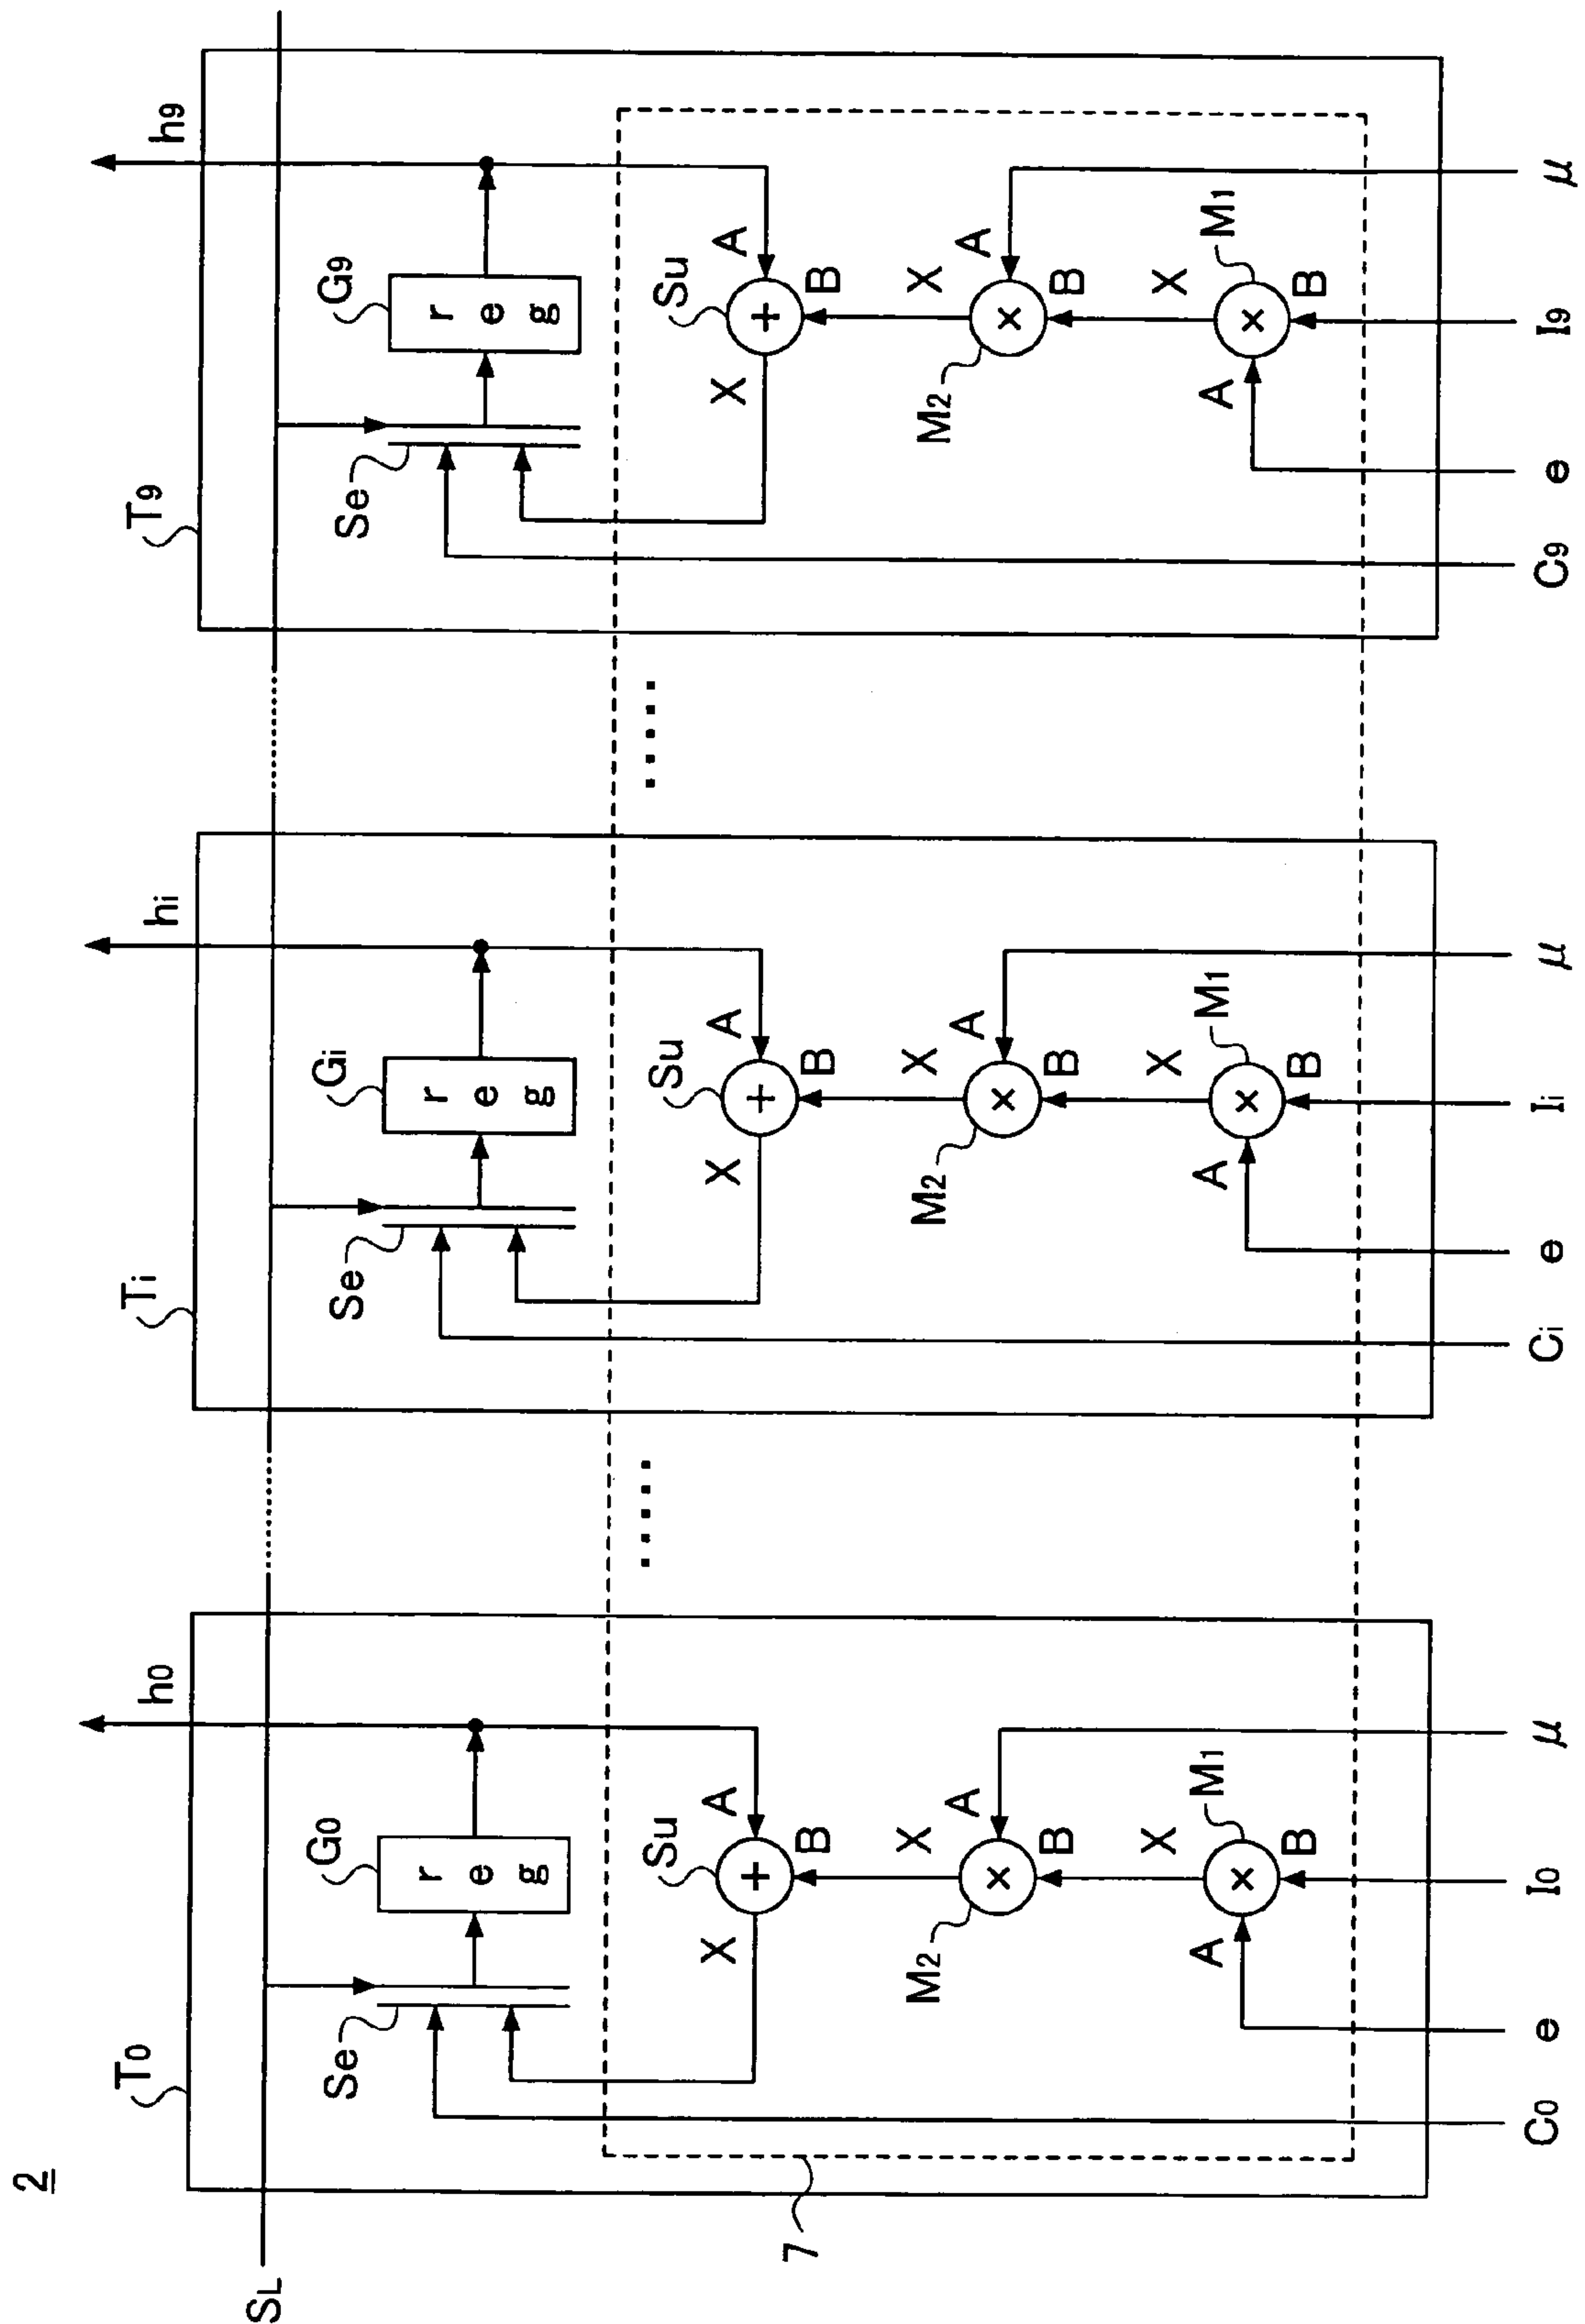 2
SL
T0
h0
G0
r e g
Se
Su
A
B
X
X
A
B
M2
X
M1
A
B
7
C0
e
I0
μ
.....
Ti
hi
Gi
r e g
Se
Su
A
B
X
X
A
B
M2
X
M1
A
B
Ci
e
Ii
μ
.....
T9
h9
G9
r e g
Se
Su
A
B
X
X
A
B
M2
X
M1
A
B
C9
e
I9
μ